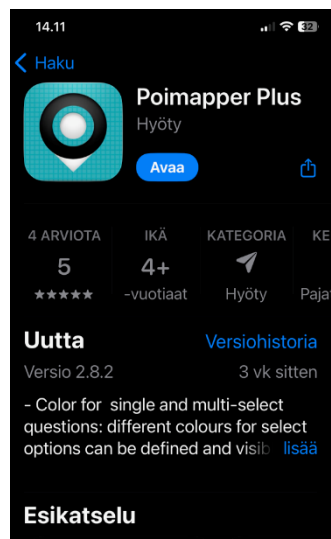 14.11
32
Haku
Poimapper Plus
Hyöty
Avaa
4 ARVIOTA IKÄ KATEGORIA KE
5 4+
★★★★★ -vuotiaat Hyöty Paja
Uutta Versiohistoria
Versio 2.8.2 3 vk sitten
- Color for single and multi-select
questions: different colours for select
options can be defined and visib lisää
Esikatselu